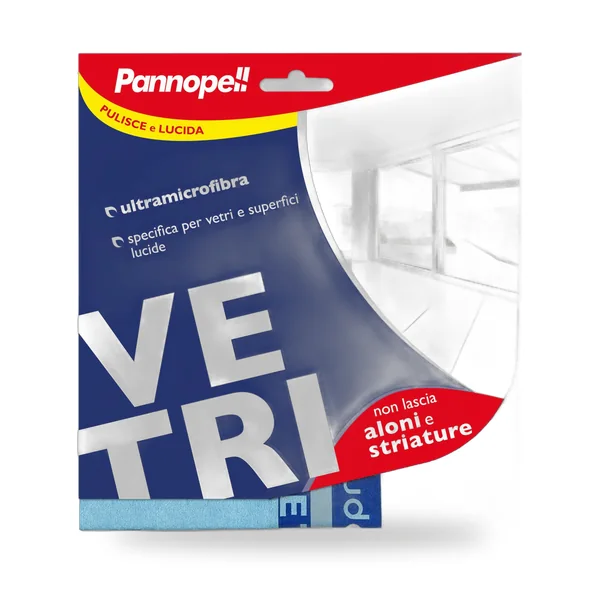 Pannopell
PULISCE e LUCIDA
ultramicrofibra
specifica per vetri e superfici
lucide
VE
TRI
non lascia
aloni e
striature